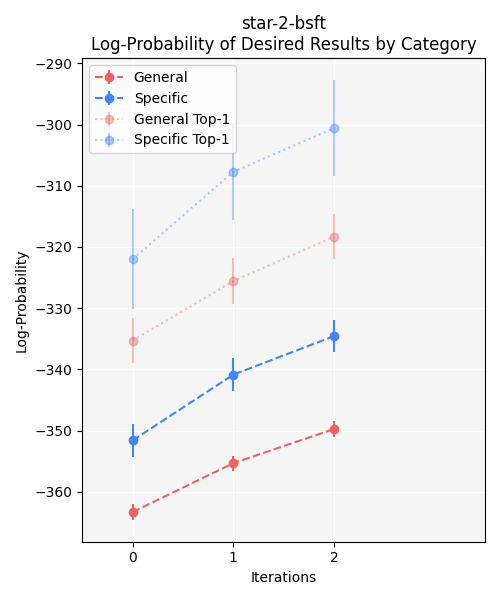 star-2-bsft
Log-Probability of Desired Results by Category
General
Specific
General Top-1
Specific Top-1
Log-Probability
−290
−300
−310
−320
−330
−340
−350
−360
0
1
2
Iterations